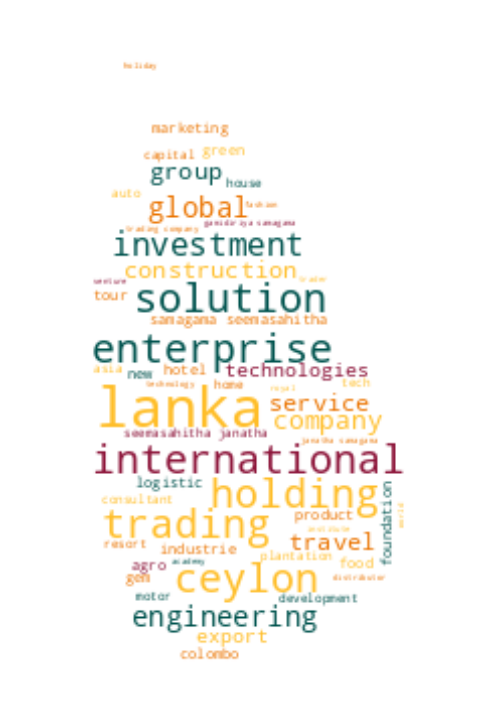 holiday
marketing
capital green
group house
auto
global fashion
gamidiriya samagama
trading company
investment
construction
venture trader
tour solution
samagama seemasahitha
enterprise
asia new hotel technologies
technology home royal tech
lanka service
company
seemasahitha janatha
janatha samagama
international
logistic holding
foundation
consultant
world
trading product
institute
resort industrie travel
plantation
agro academy food
gem ceylon distributor
motor development
engineering
export
colombo